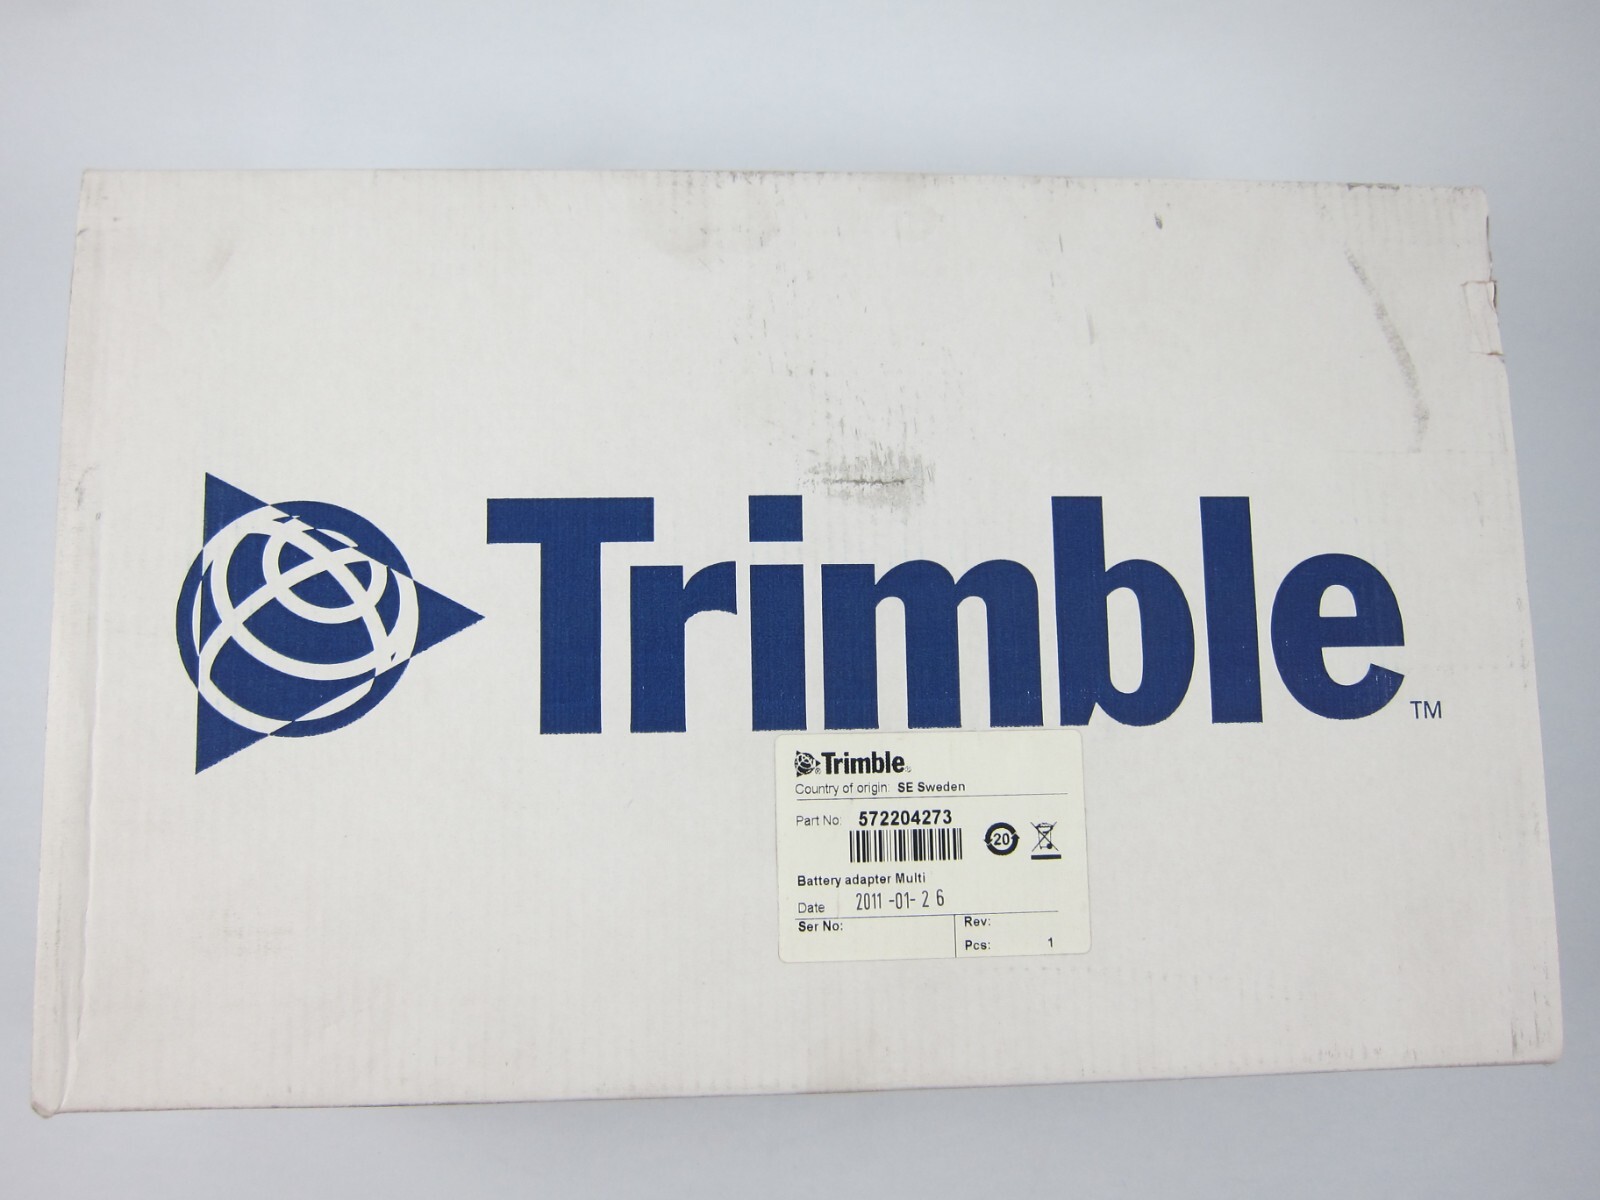 Trimble TM
Trimble
Country of origin: SE Sweden
Part No: 572204273
20
Battery adapter Multi
Date 2011-01-26
Ser No:
Rev:
Pcs: 1